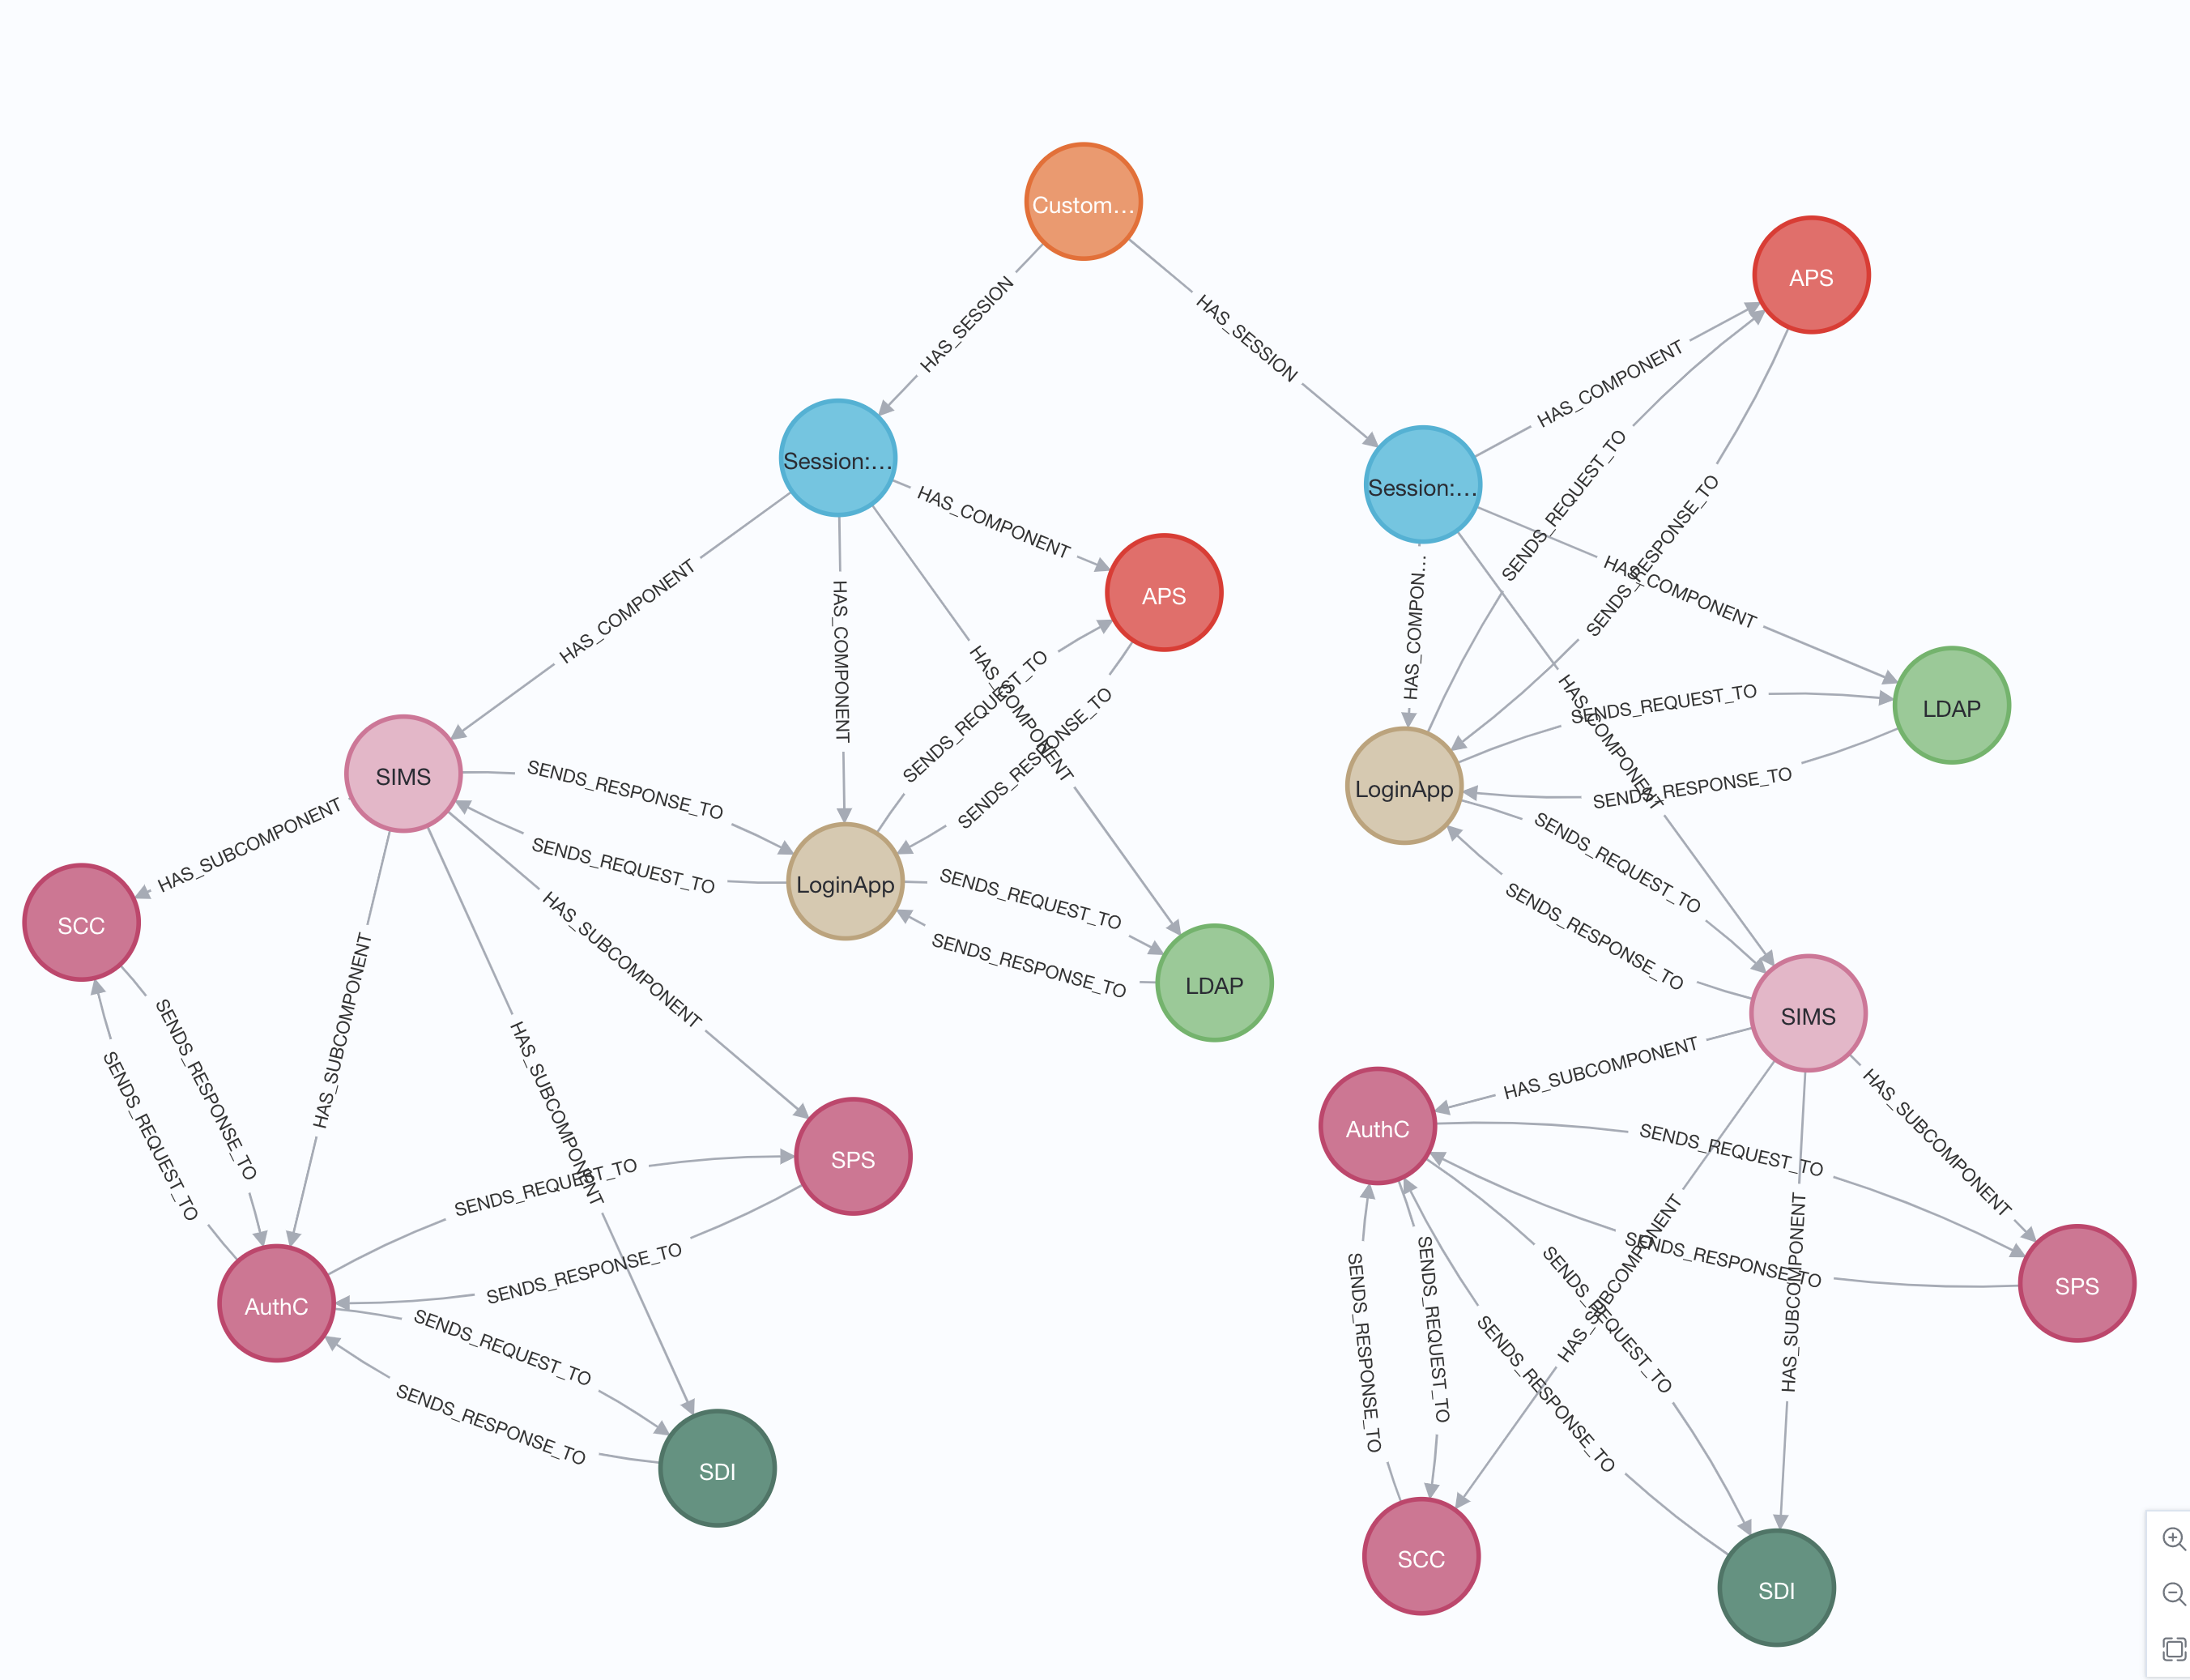 Custom...
APS
HAS_SESSION
HAS_SESSION
Session:...
Session:...
HAS_COMPONENT
HAS_COMPONENT
SENDS_REQUEST_TO
SENDS_RESPONSE_TO
HAS_COMPONENT
HAS_COMPONENT
HAS_COMPONENT
APS
HAS_COMPON...
HAS_COMPONENT
HAS_COMPONENT
SENDS_REQUEST_TO
SENDS_RESPONSE_TO
HAS_COMPONENT
SENDS_REQUEST_TO
LDAP
SIMS
SENDS_RESPONSE_TO
LoginApp
SENDS_RESPONSE_TO
HAS_SUBCOMPONENT
SENDS_REQUEST_TO
LoginApp
SENDS_REQUEST_TO
SENDS_REQUEST_TO
SENDS_RESPONSE_TO
SCC
HAS_SUBCOMPONENT
SENDS_RESPONSE_TO
LDAP
SIMS
HAS_SUBCOMPONENT
SENDS_RESPONSE_TO
SENDS_REQUEST_TO
HAS_SUBCOMPONENT
HAS_SUBCOMPONENT
AuthC
HAS_SUBCOMPONENT
SENDS_REQUEST_TO
SPS
SENDS_REQUEST_TO
SENDS_RESPONSE_TO
SENDS_RESPONSE_TO
SPS
AuthC
HAS_SUBCOMPONENT
HAS_SUBCOMPONENT
SENDS_REQUEST_TO
SENDS_RESPONSE_TO
SENDS_REQUEST_TO
SENDS_REQUEST_TO
SENDS_RESPONSE_TO
SENDS_RESPONSE_TO
SDI
SCC
SDI